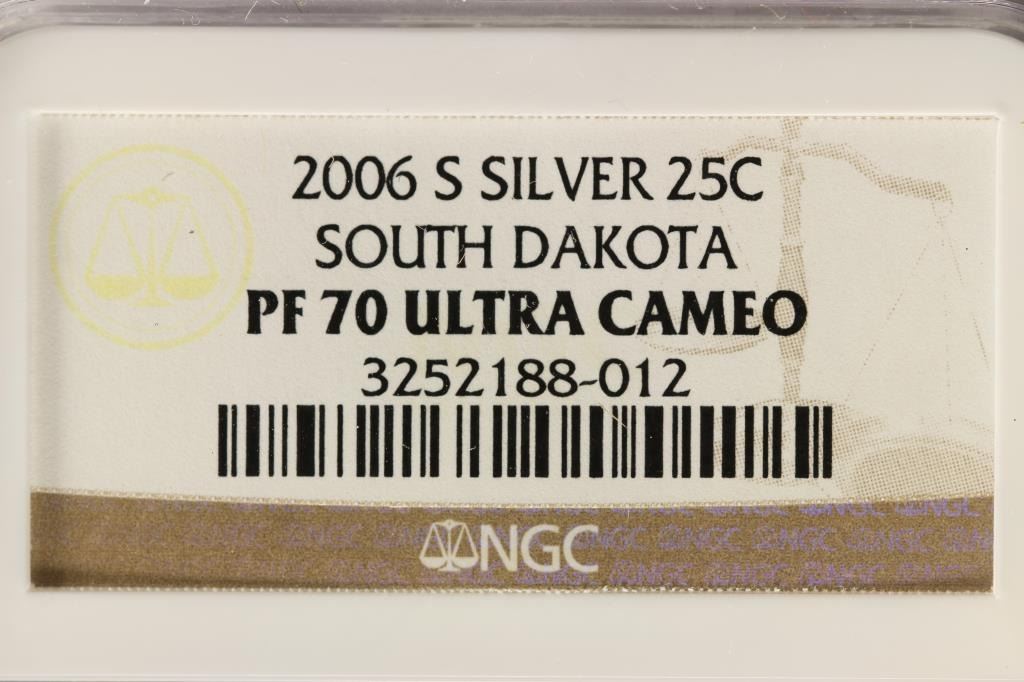 2006 S SILVER 25C
SOUTH DAKOTA
PF 70 ULTRA CAMEO
3252188-012
NGC